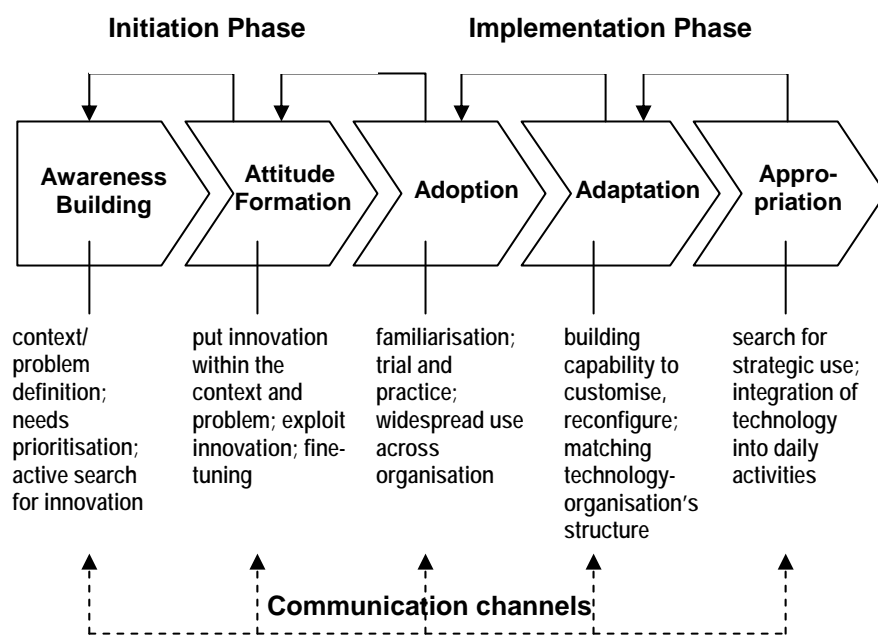 Initiation Phase
Implementation Phase
Awareness
Building
Attitude
Formation
Adoption
Adaptation
Appro-
priation
context/
problem
definition;
needs
prioritisation;
active search
for innovation
put innovation
within the
context and
problem; exploit
innovation; fine-
tuning
familiarisation;
trial and
practice;
widespread use
across
organisation
building
capability to
customise,
reconfigure;
matching
technology-
organisation's
structure
search for
strategic use;
integration of
technology
into daily
activities
Communication channels